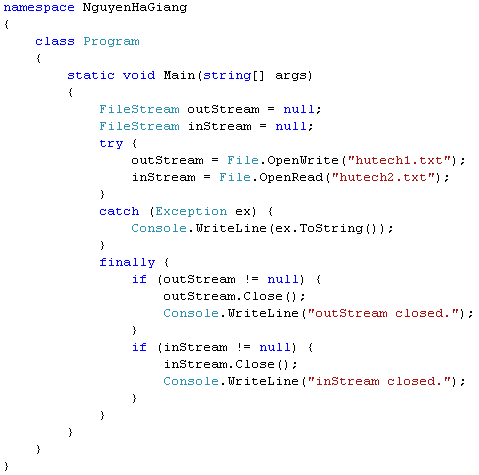 namespace NguyenHaGiang
{
    class Program
    {
        static void Main(string[] args)
        {
            FileStream outStream = null;
            FileStream inStream = null;
            try {
                outStream = File.OpenWrite("hutech1.txt");
                inStream = File.OpenRead("hutech2.txt");
            }
            catch (Exception ex) {
                Console.WriteLine(ex.ToString());
            }
            finally {
                if (outStream != null) {
                    outStream.Close();
                    Console.WriteLine("outStream closed.");
                }
                if (inStream != null) {
                    inStream.Close();
                    Console.WriteLine("inStream closed.");
                }
            }
        }
    }
}